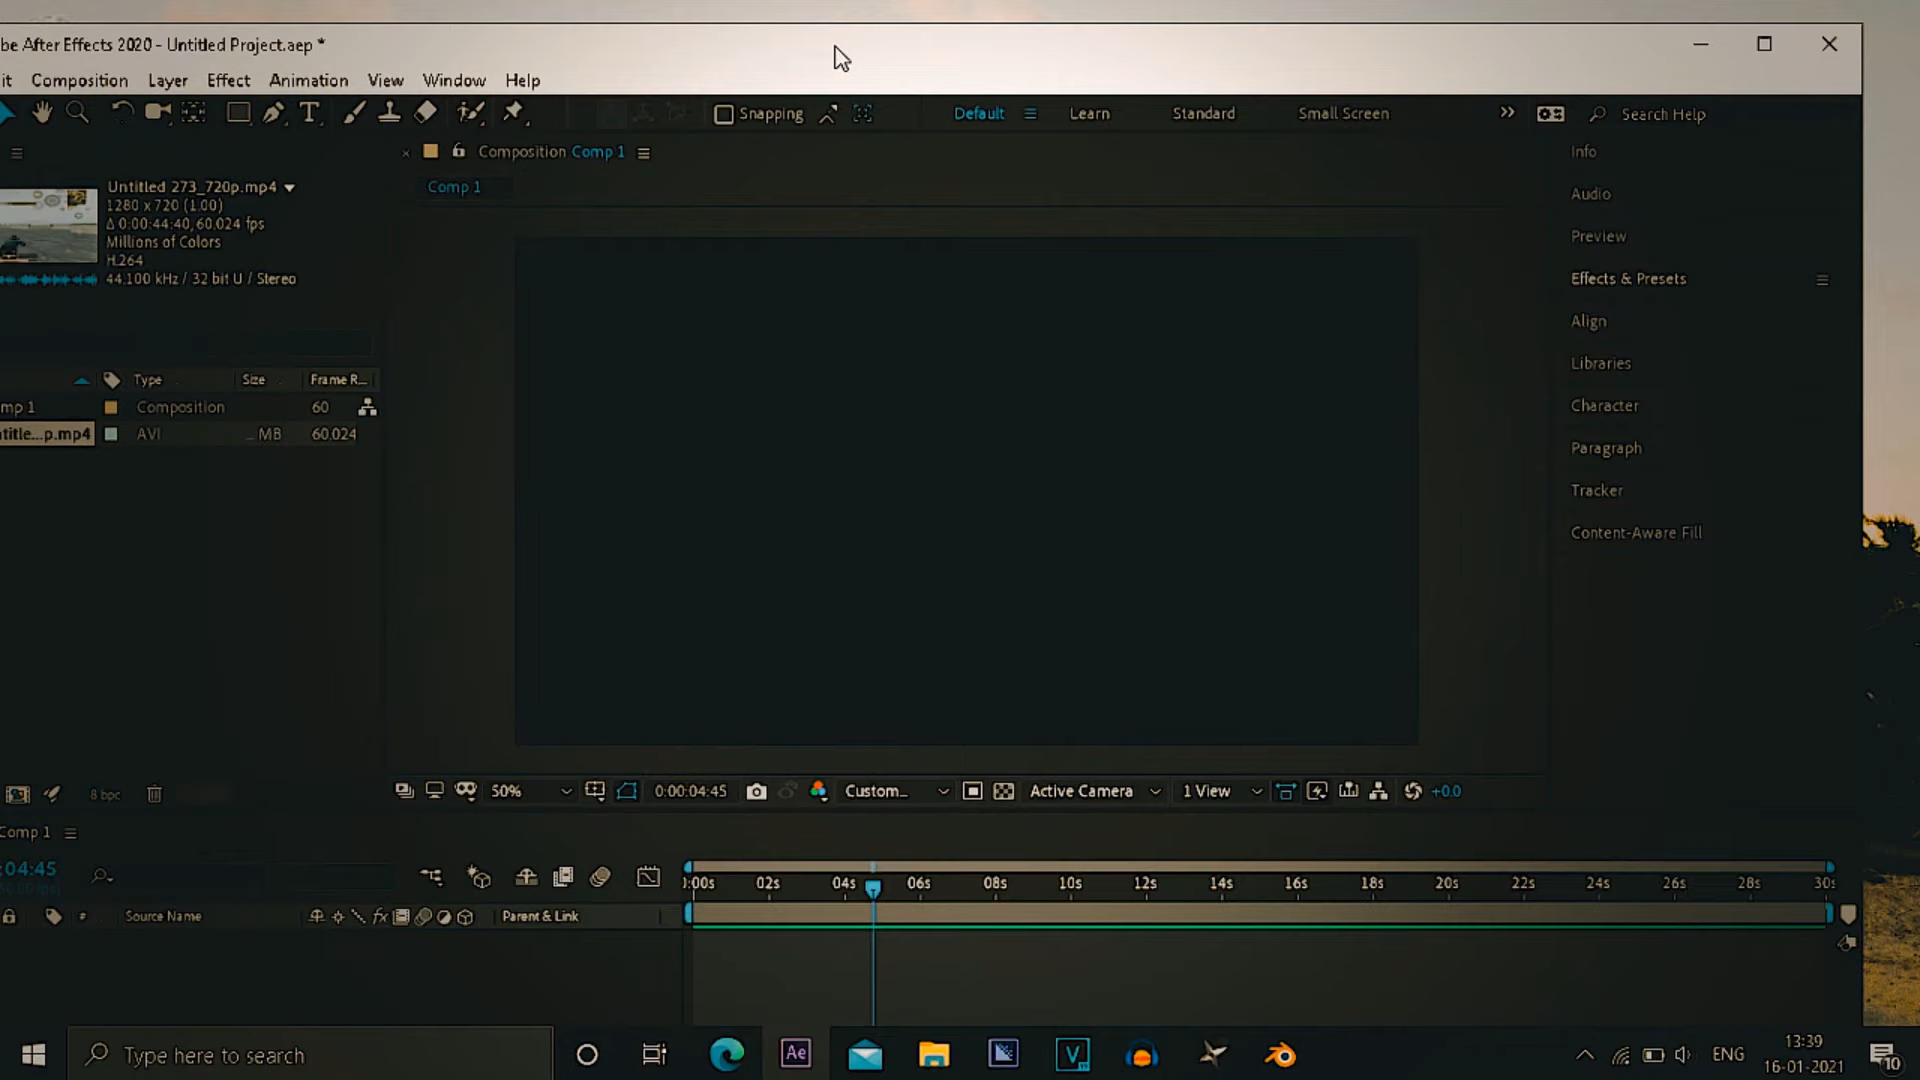 be After Effects 2020 - Untitled Project.aep *
it Composition Layer Effect Animation View Window Help
Snapping Default Learn Standard Small Screen Search Help
Composition Comp 1
Comp 1
Untitled 273_720p.mp4
1280 x 720 (1.00)
Δ 0:00:44:40, 60.024 fps
Millions of Colors
H.264
44.100 kHz / 32 bit U / Stereo
Info
Audio
Preview
Effects & Presets
Align
Libraries
Character
Paragraph
Tracker
Content-Aware Fill
Type Size Frame R...
mp 1 Composition 60
ntitle...p.mp4 AVI ... MB 60.024
8 bpc
50% 0:00:04:45 Custom... Active Camera 1 View +0.0
Comp 1
:04:45
):00s 02s 04s 06s 08s 10s 12s 14s 16s 18s 20s 22s 24s 26s 28s 30s
# Source Name fx Parent & Link
Type here to search
Ae
V
ENG
13:39
16-01-2021
10